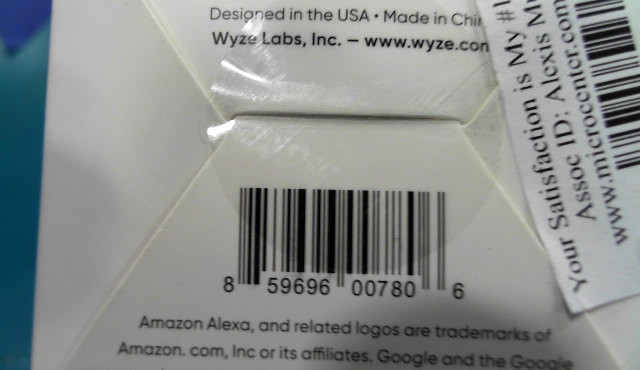 Designed in the USA • Made in
Wyze Labs, Inc. — www.wyze.com
8 59696 00780 6
Amazon Alexa, and related logos are trademarks of
Amazon. com, Inc or its affiliates. Google and the Google
Your Satisfaction is My #1
Assoc ID: Alexis
www.microcenter.com